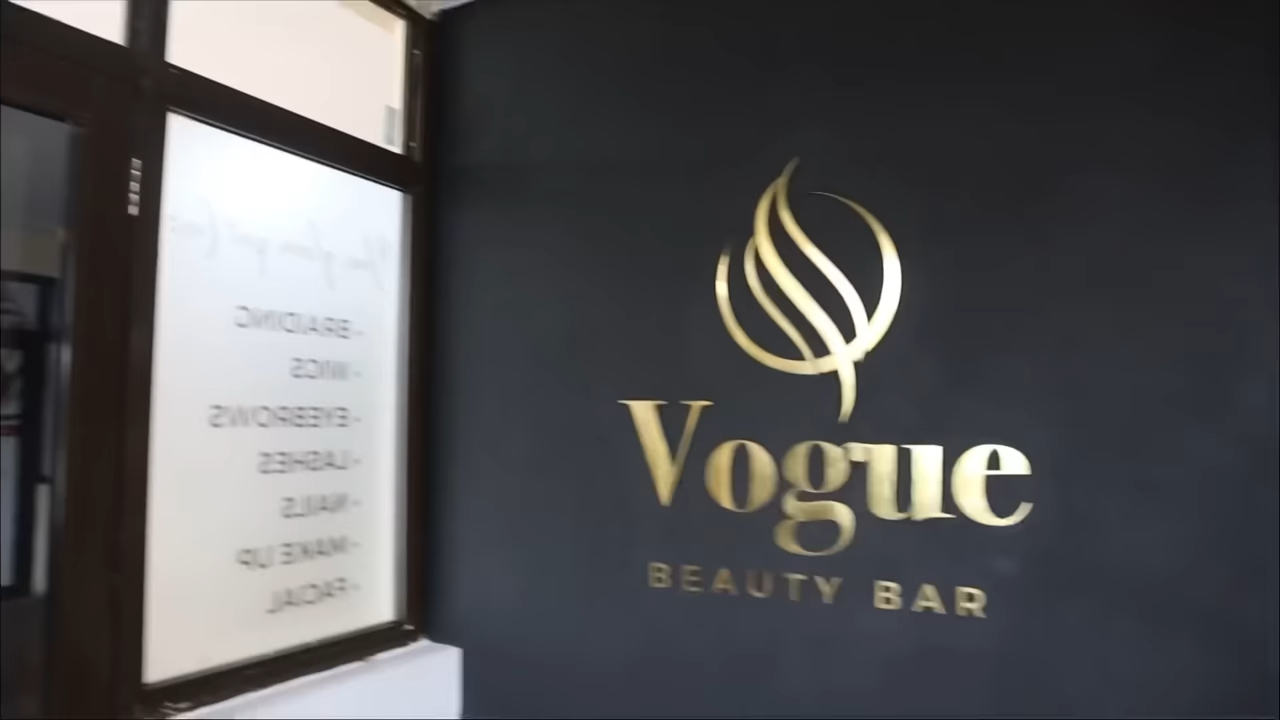 - BRAIDING
- WIGS
- EYEBROWS
- LASHES
- NAILS
- MAKE UP
- FACIAL
Vogue
BEAUTY BAR